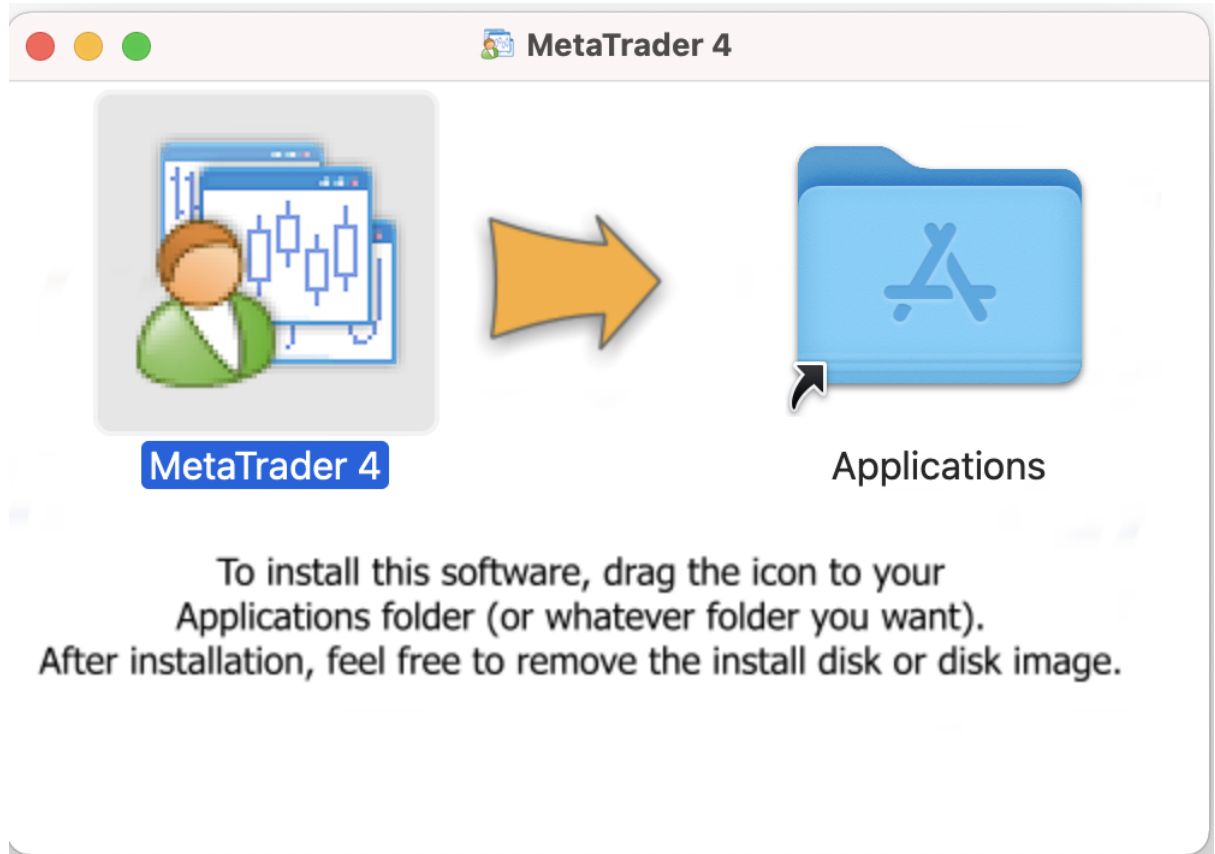 MetaTrader 4
MetaTrader 4
Applications
To install this software, drag the icon to your
Applications folder (or whatever folder you want).
After installation, feel free to remove the install disk or disk image.